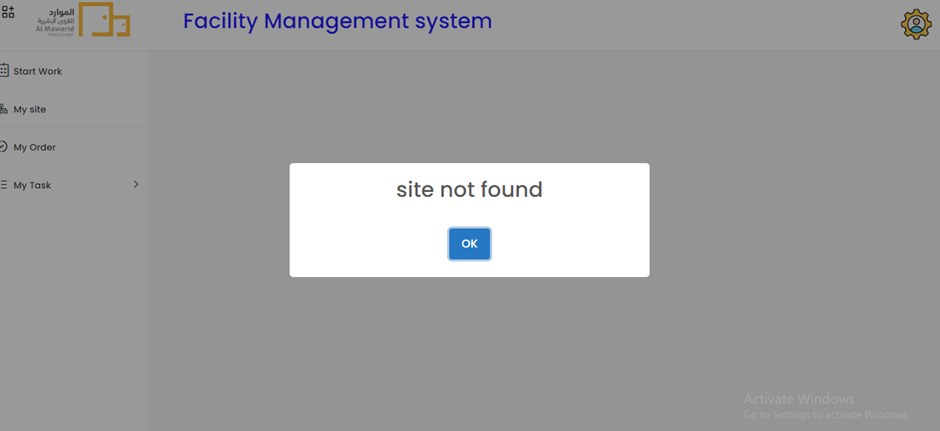 الموارد
للقوى البشرية
Al Mawarid
manpower
Facility Management system
Start Work
My site
My Order
My Task
site not found
OK
Activate Windows
Go to Settings to activate Windows.